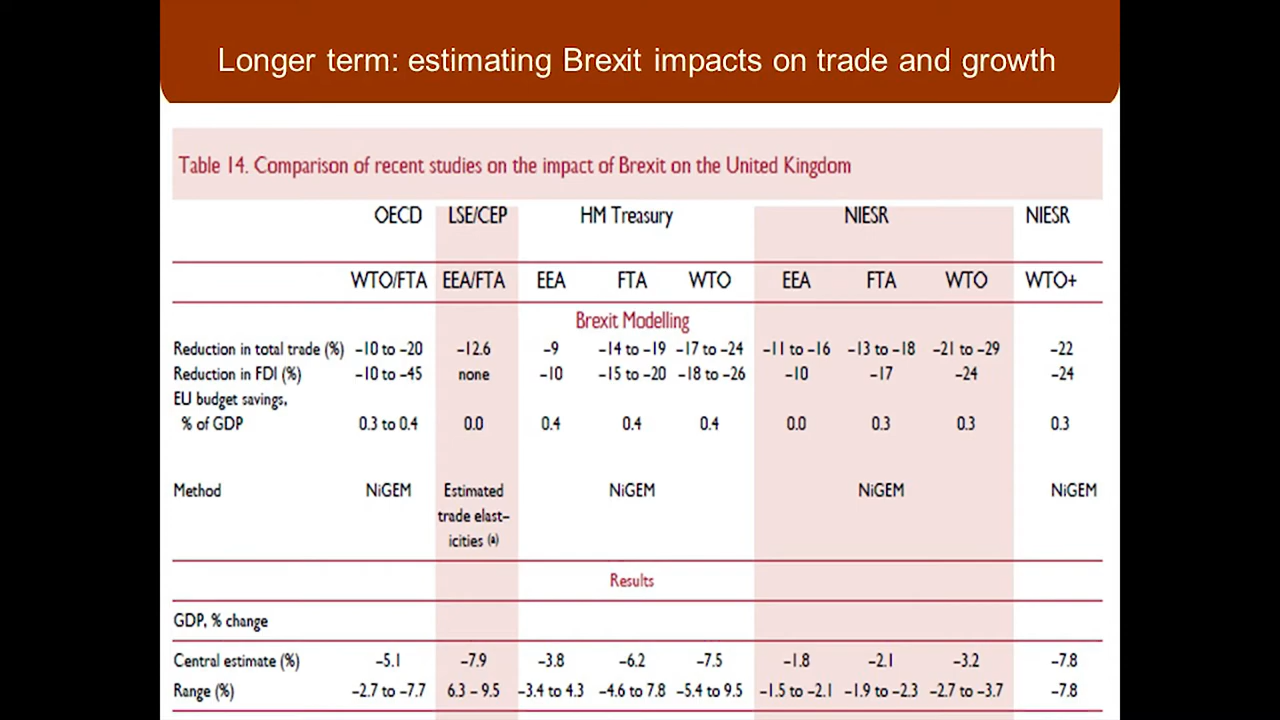 Longer term: estimating Brexit impacts on trade and growth
Table 14. Comparison of recent studies on the impact of Brexit on the United Kingdom
OECD LSE/CEP HM Treasury NIESR NIESR
WTO/FTA EEA/FTA EEA FTA WTO EEA FTA WTO WTO+
Brexit Modelling
Reduction in total trade (%) –10 to –20 –12.6 –9 –14 to –19 –17 to –24 –11 to –16 –13 to –18 –21 to –29 –22
Reduction in FDI (%) –10 to –45 none –10 –15 to –20 –18 to –26 –10 –17 –24 –24
EU budget savings,
% of GDP 0.3 to 0.4 0.0 0.4 0.4 0.4 0.0 0.3 0.3 0.3
Method NiGEM Estimated NiGEM NiGEM NiGEM
trade elast–
icities (a)
Results
GDP, % change
Central estimate (%) –5.1 –7.9 –3.8 –6.2 –7.5 –1.8 –2.1 –3.2 –7.8
Range (%) –2.7 to –7.7 6.3 – 9.5 –3.4 to 4.3 –4.6 to 7.8 –5.4 to 9.5 –1.5 to –2.1 –1.9 to –2.3 –2.7 to –3.7 –7.8